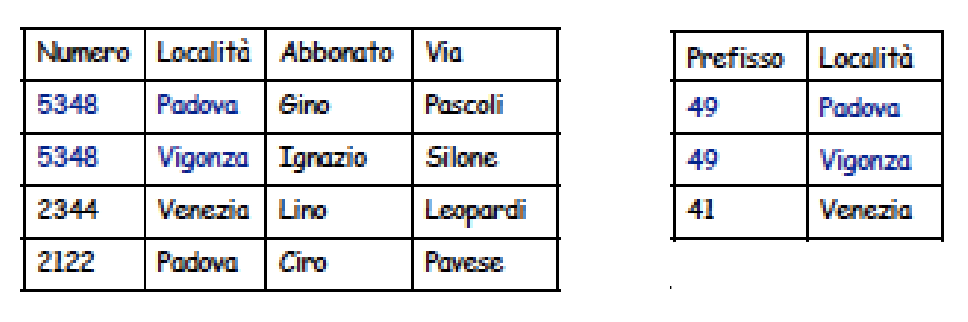 Numero Località Abbonato Via
5348 Padova Gino Pascoli
5348 Vigonza Ignazio Silone
2344 Venezia Lino Leopardi
2122 Padova Ciro Pavese
Prefisso Località
49 Padova
49 Vigonza
41 Venezia